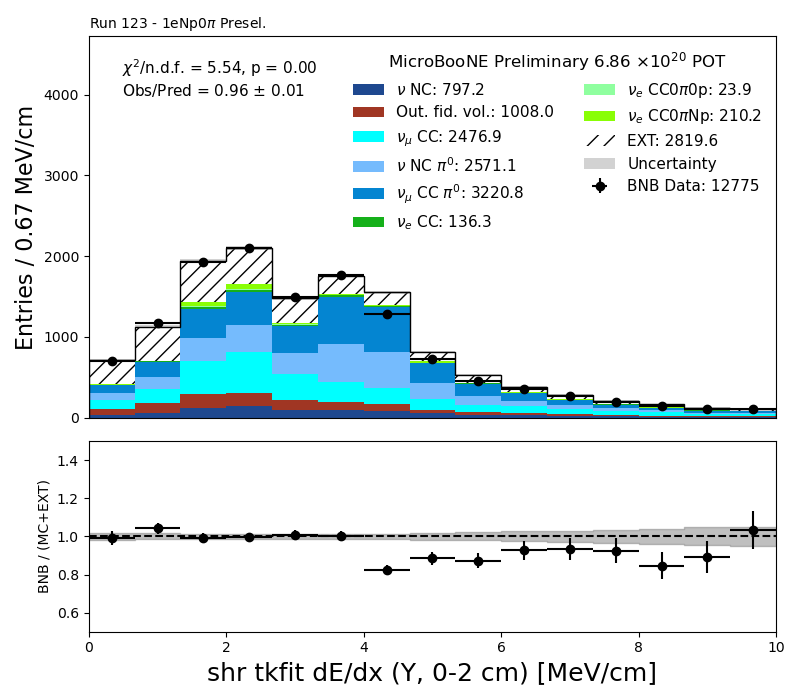 Run 123 - 1eNp0π Presel.
χ²/n.d.f. = 5.54, p = 0.00
Obs/Pred = 0.96 ± 0.01
MicroBooNE Preliminary 6.86 ×10²⁰ POT
ν NC: 797.2
Out. fid. vol.: 1008.0
ν_μ CC: 2476.9
ν NC π⁰: 2571.1
ν_μ CC π⁰: 3220.8
ν_e CC: 136.3
ν_e CC0π0p: 23.9
ν_e CC0πNp: 210.2
EXT: 2819.6
Uncertainty
BNB Data: 12775
Entries / 0.67 MeV/cm
4000
3000
2000
1000
0
BNB / (MC+EXT)
1.4
1.2
1.0
0.8
0.6
0 2 4 6 8 10
shr tkfit dE/dx (Y, 0-2 cm) [MeV/cm]